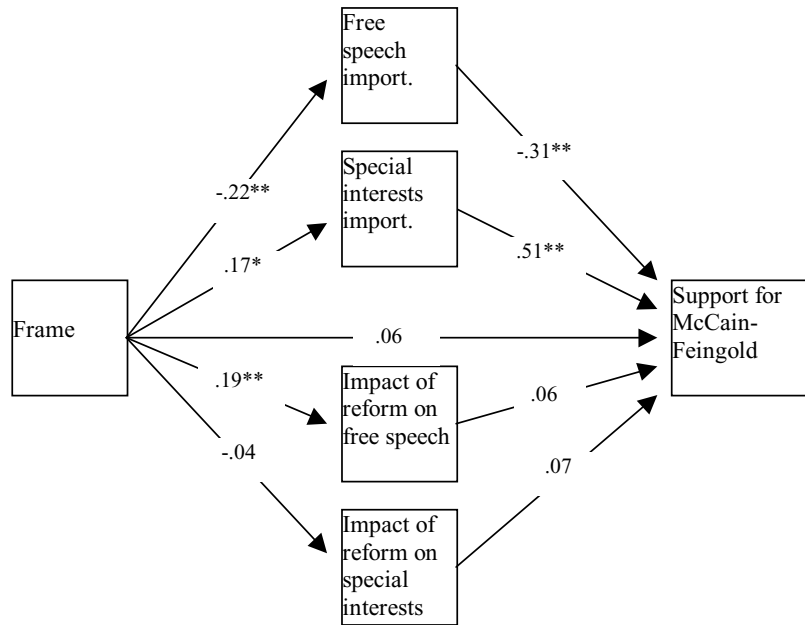 Free
speech
import.
-.31**
-.22**
Special
interests
import.
.17*
.51**
Frame
Support for
McCain-
Feingold
.06
.19**
Impact of
reform on
free speech
.06
-.04
.07
Impact of
reform on
special
interests